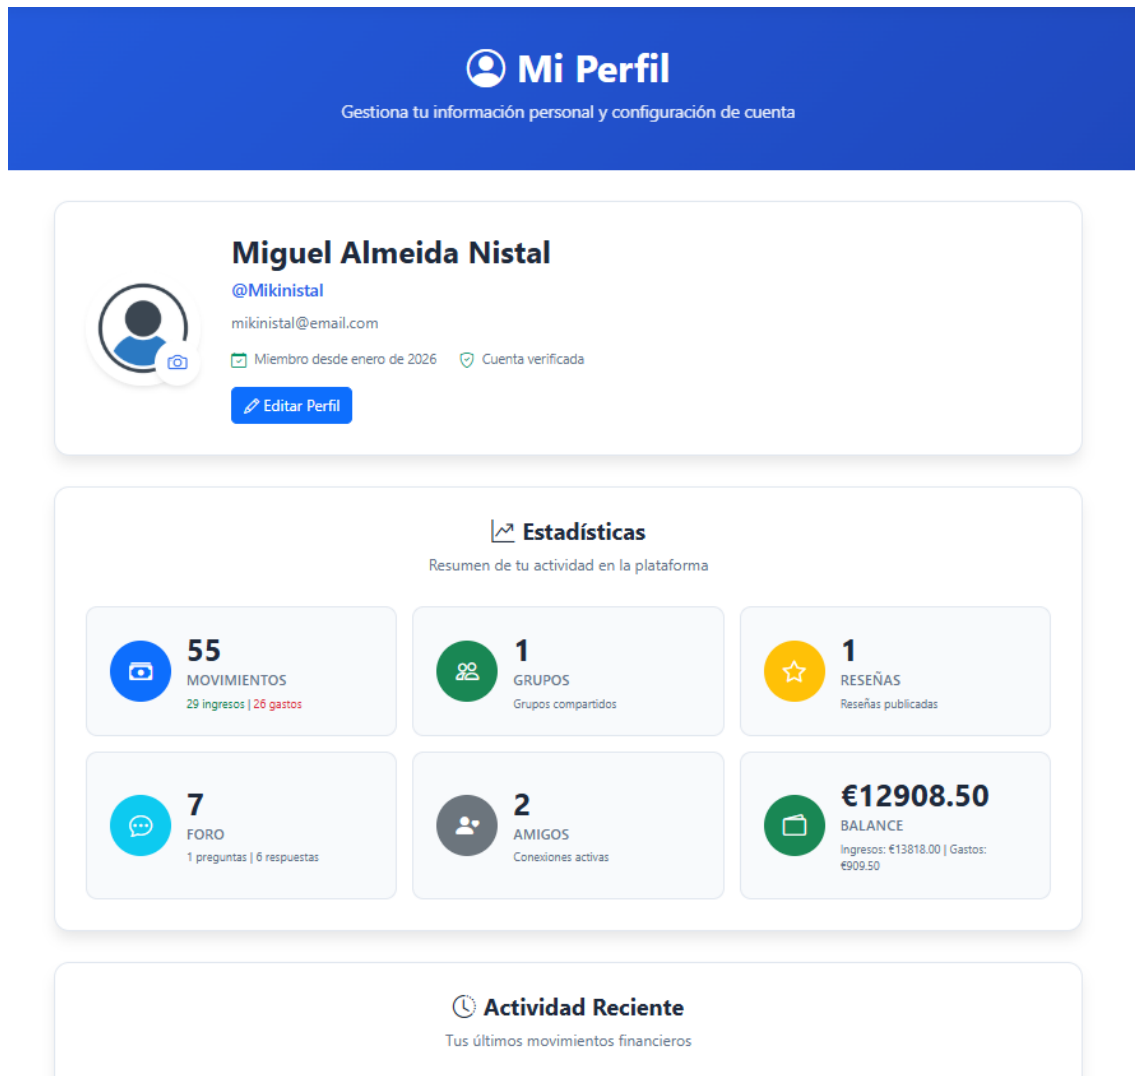 Mi Perfil
Gestiona tu información personal y configuración de cuenta
Miguel Almeida Nistal
@Mikinistal
mikinistal@email.com
Miembro desde enero de 2026 Cuenta verificada
Editar Perfil
Estadísticas
Resumen de tu actividad en la plataforma
55
MOVIMIENTOS
29 ingresos | 26 gastos
1
GRUPOS
Grupos compartidos
1
RESEÑAS
Reseñas publicadas
7
FORO
1 preguntas | 6 respuestas
2
AMIGOS
Conexiones activas
€12908.50
BALANCE
Ingresos: €13818.00 | Gastos:
€909.50
Actividad Reciente
Tus últimos movimientos financieros